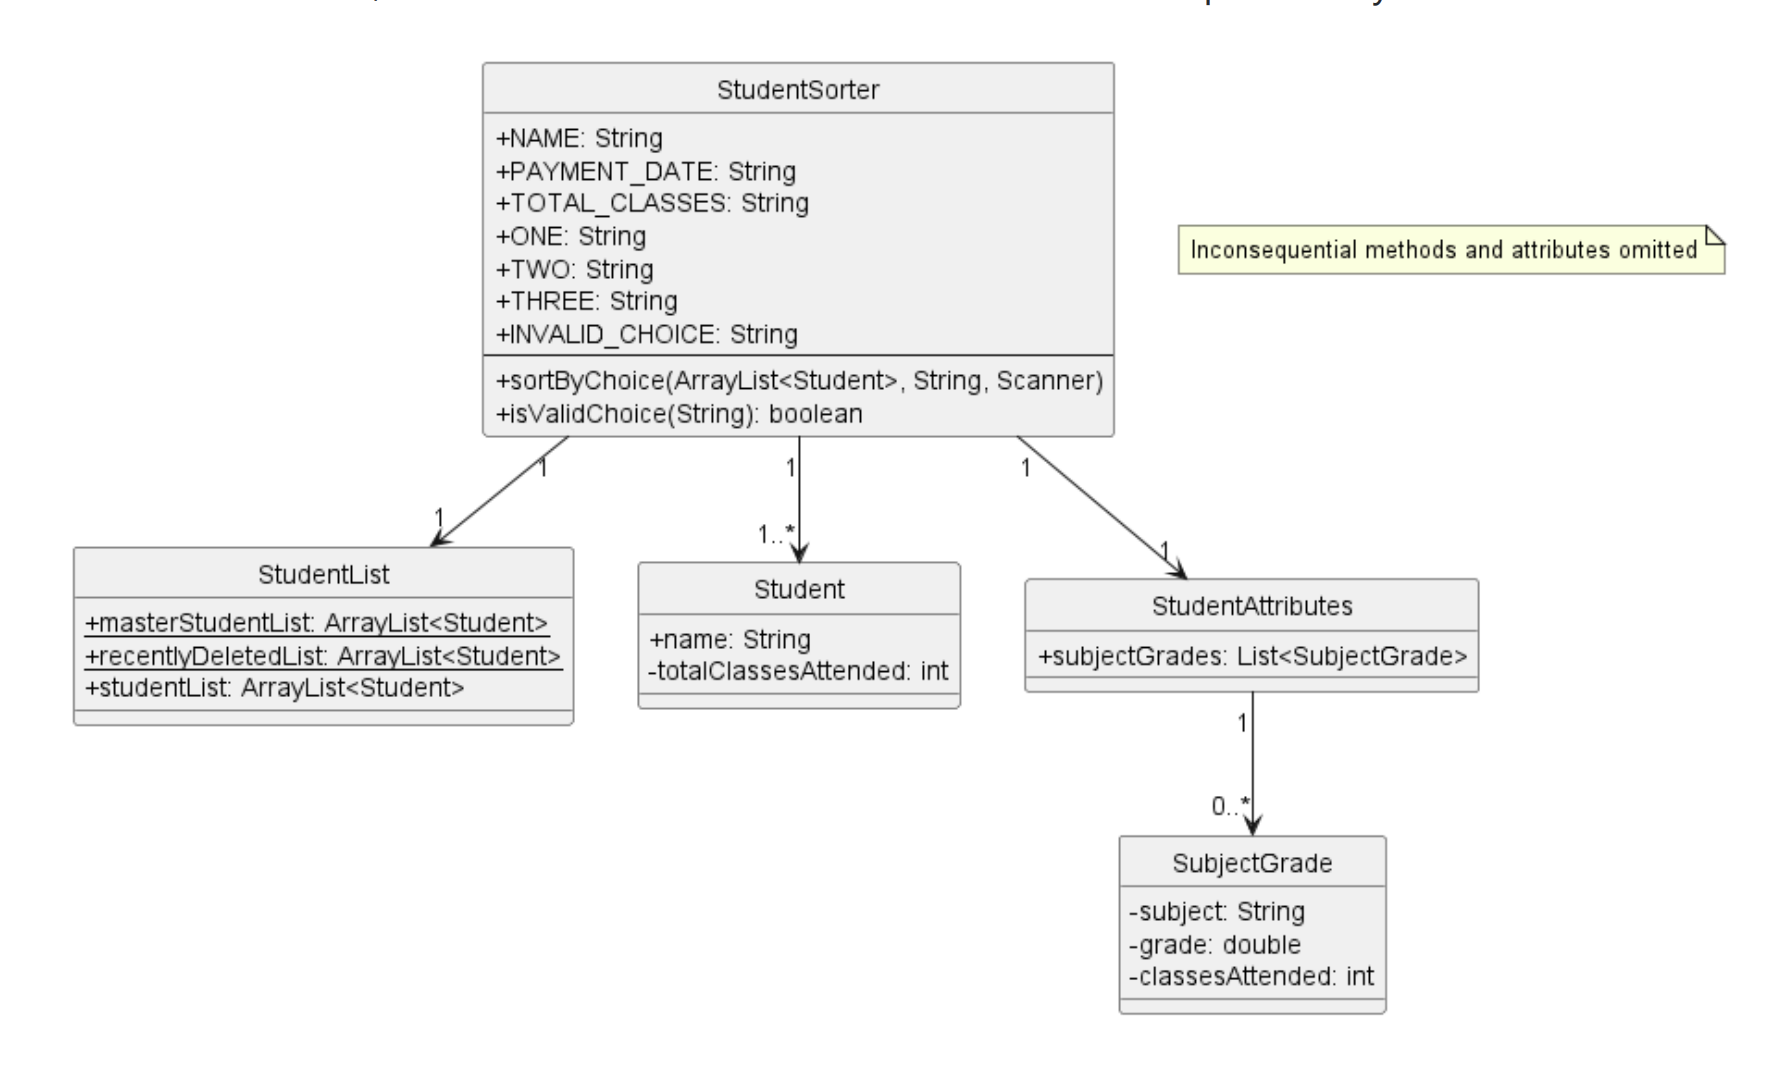 StudentSorter
+NAME: String
+PAYMENT_DATE: String
+TOTAL_CLASSES: String
+ONE: String
+TWO: String
+THREE: String
+INVALID_CHOICE: String
+sortByChoice(ArrayList<Student>, String, Scanner)
+isValidChoice(String): boolean
Inconsequential methods and attributes omitted
1
1
1
1
1..*
1
StudentList
+masterStudentList: ArrayList<Student>
+recentlyDeletedList: ArrayList<Student>
+studentList: ArrayList<Student>
Student
+name: String
-totalClassesAttended: int
StudentAttributes
+subjectGrades: List<SubjectGrade>
1
0..*
SubjectGrade
-subject: String
-grade: double
-classesAttended: int